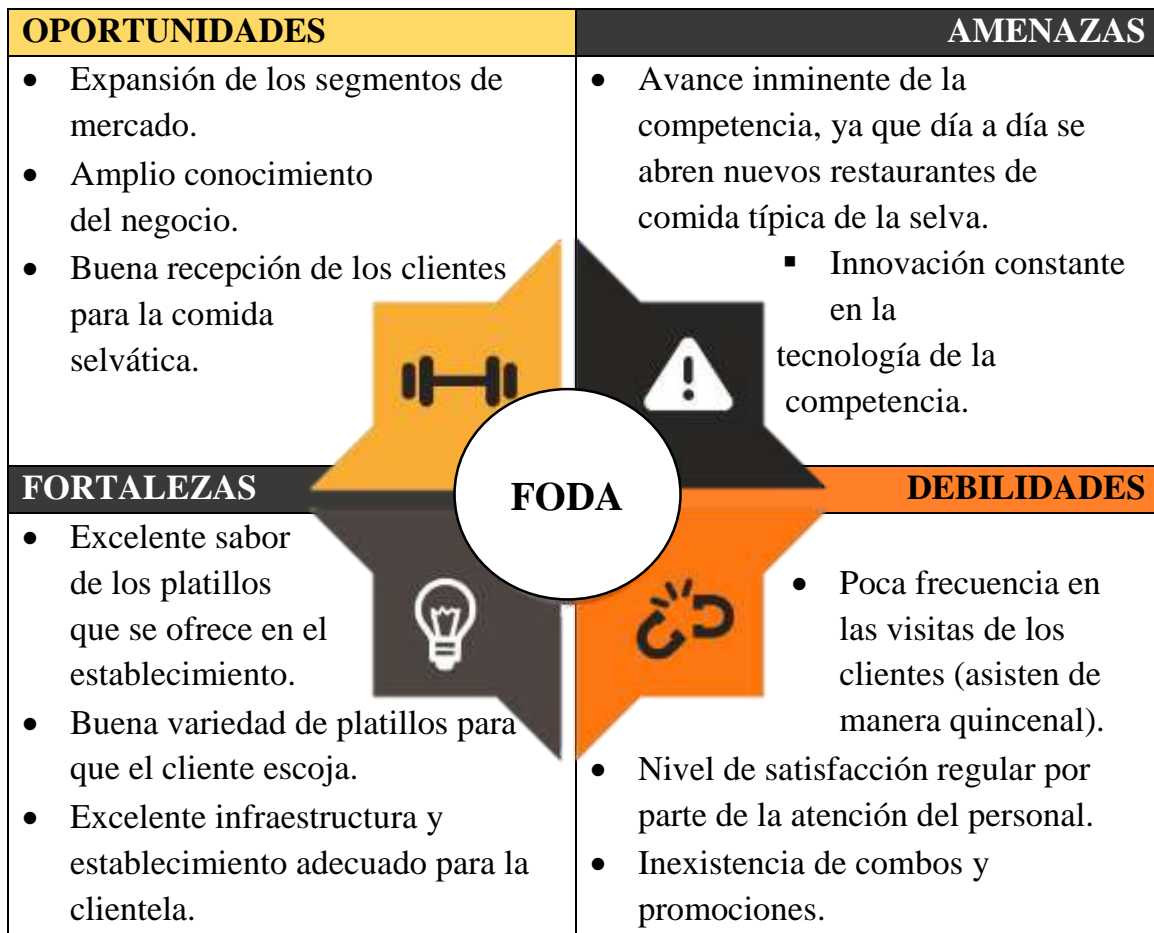 OPORTUNIDADES
• Expansión de los segmentos de
mercado.
• Amplio conocimiento
del negocio.
• Buena recepción de los clientes
para la comida
selvática.
AMENAZAS
• Avance inminente de la
competencia, ya que día a día se
abren nuevos restaurantes de
comida típica de la selva.
▪ Innovación constante
en la
tecnología de la
competencia.
FODA
FORTALEZAS
• Excelente sabor
de los platillos
que se ofrece en el
establecimiento.
• Buena variedad de platillos para
que el cliente escoja.
• Excelente infraestructura y
establecimiento adecuado para la
clientela.
DEBILIDADES
• Poca frecuencia en
las visitas de los
clientes (asisten de
manera quincenal).
• Nivel de satisfacción regular por
parte de la atención del personal.
• Inexistencia de combos y
promociones.